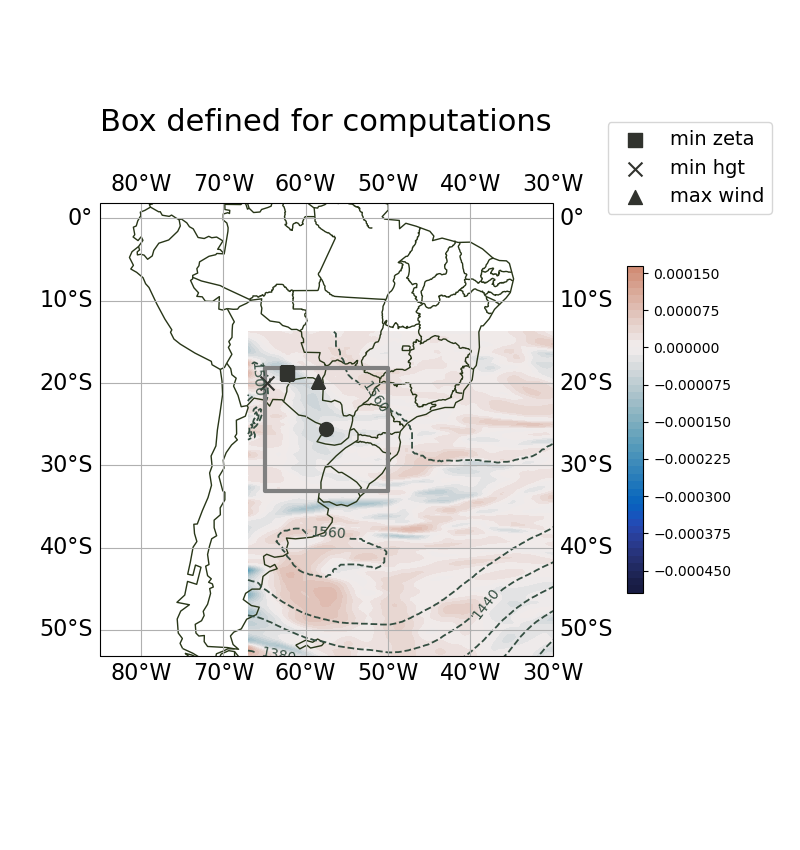 Box defined for computations
min zeta
min hgt
max wind
80°W 70°W 60°W 50°W 40°W 30°W
0° 0°
10°S 10°S
20°S 20°S
30°S 30°S
40°S 40°S
50°S 50°S
80°W 70°W 60°W 50°W 40°W 30°W
1500
1560
1560
1440
1380
0.000150
0.000075
0.000000
−0.000075
−0.000150
−0.000225
−0.000300
−0.000375
−0.000450